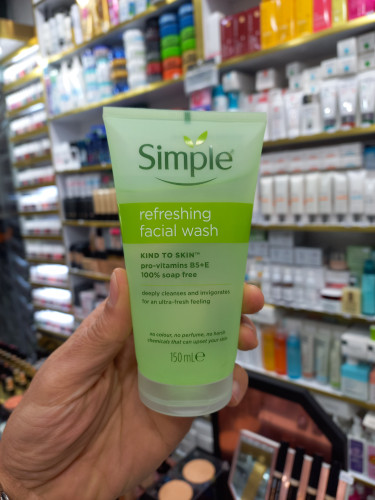 Simple®
refreshing
facial wash
KIND TO SKIN™
pro-vitamins B5+E
100% soap free
deeply cleanses and invigorates
for an ultra-fresh feeling
no colour, no perfume, no harsh
chemicals that can upset your skin
150 mL e